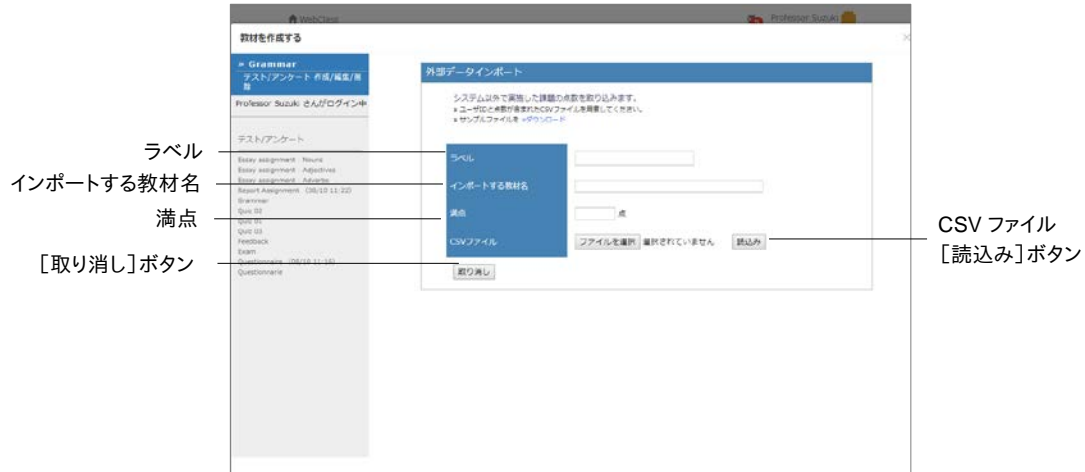 WebClass
Professor Suzuki
教材を作成する
×
» Grammar
テスト/アンケート 作成/編集/削除
Professor Suzuki さんがログイン中
テスト/アンケート
Essay assignment : Nouns
Essay assignment : Adjectives
Essay assignment : Adverbs
Report Assignment (08/10 11:22)
Grammar
Quiz 02
Quiz 01
Quiz 03
Feedback
Exam
Questionnaire (08/10 11:16)
Questionnarie
外部データインポート
システム以外で実施した課題の点数を取り込みます。
» ユーザIDと点数が含まれたCSVファイルを用意してください。
» サンプルファイルを »ダウンロード
ラベル
インポートする教材名
満点
点
CSVファイル
ファイルを選択 選択されていません 読込み
取り消し
ラベル
インポートする教材名
満点
[取り消し]ボタン
CSV ファイル
[読込み]ボタン